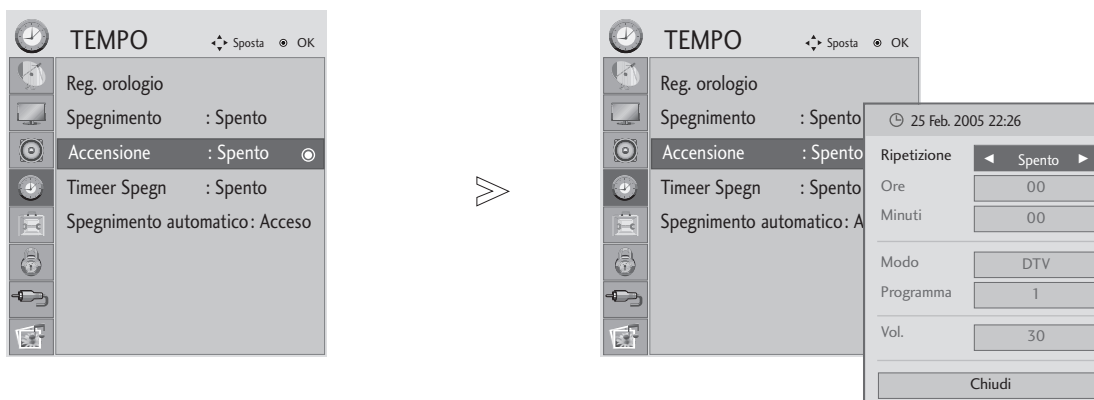 TEMPO
Sposta OK
Reg. orologio
Spegnimento : Spento
Accensione : Spento
Timeer Spegn : Spento
Spegnimento automatico : Acceso
TEMPO
Sposta OK
Reg. orologio
Spegnimento : Spento
Accensione : Spento
Timeer Spegn : Spento
Spegnimento automatico : A
25 Feb. 2005 22:26
Ripetizione ◄ Spento ►
Ore 00
Minuti 00
Modo DTV
Programma 1
Vol. 30
Chiudi